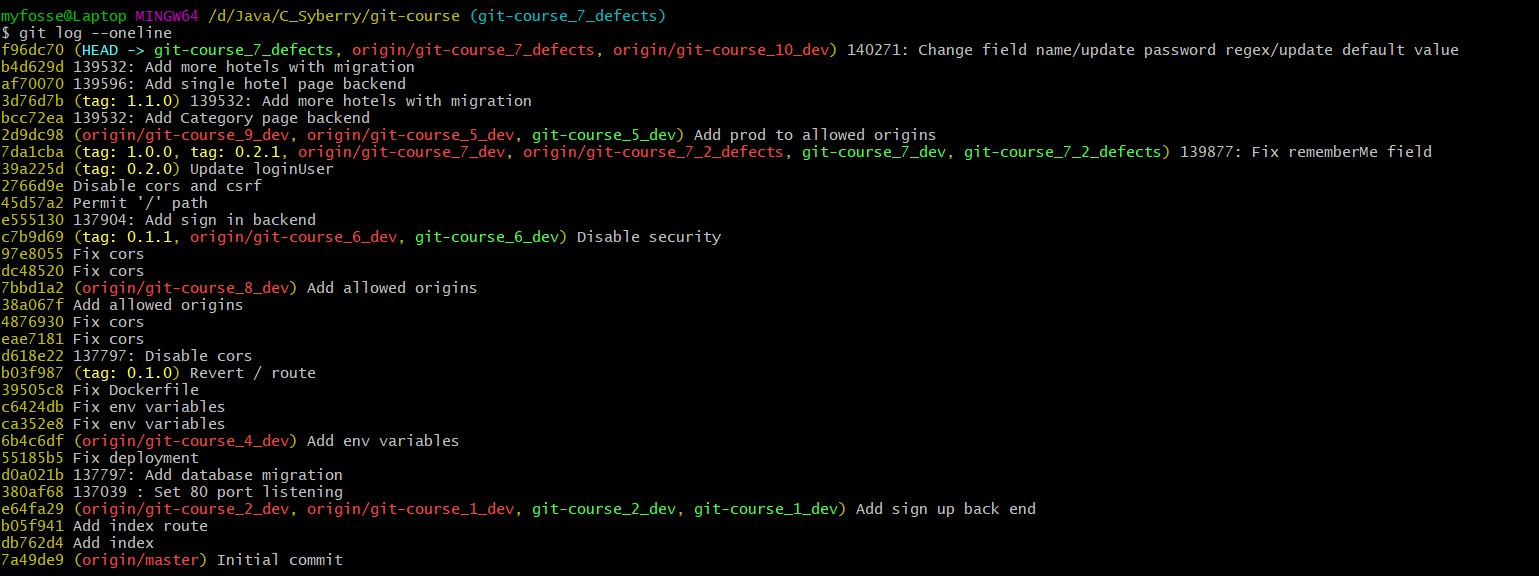 myfosse@Laptop MINGW64 /d/Java/C_Syberry/git-course (git-course_7_defects)
$ git log --oneline
f96dc70 (HEAD -> git-course_7_defects, origin/git-course_7_defects, origin/git-course_10_dev) 140271: Change field name/update password regex/update default value
b4d629d 139532: Add more hotels with migration
af70070 139596: Add single hotel page backend
3d76d7b (tag: 1.1.0) 139532: Add more hotels with migration
bcc72ea 139532: Add Category page backend
2d9dc98 (origin/git-course_9_dev, origin/git-course_5_dev, git-course_5_dev) Add prod to allowed origins
7da1cba (tag: 1.0.0, tag: 0.2.1, origin/git-course_7_dev, origin/git-course_7_2_defects, git-course_7_dev, git-course_7_2_defects) 139877: Fix rememberMe field
39a225d (tag: 0.2.0) Update loginUser
2766d9e Disable cors and csrf
45d57a2 Permit '/' path
e555130 137904: Add sign in backend
c7b9d69 (tag: 0.1.1, origin/git-course_6_dev, git-course_6_dev) Disable security
97e8055 Fix cors
dc48520 Fix cors
7bbd1a2 (origin/git-course_8_dev) Add allowed origins
38a067f Add allowed origins
4876930 Fix cors
eae7181 Fix cors
d618e22 137797: Disable cors
b03f987 (tag: 0.1.0) Revert / route
39505c8 Fix Dockerfile
c6424db Fix env variables
ca352e8 Fix env variables
6b4c6df (origin/git-course_4_dev) Add env variables
55185b5 Fix deployment
d0a021b 137797: Add database migration
380af68 137039 : Set 80 port listening
e64fa29 (origin/git-course_2_dev, origin/git-course_1_dev, git-course_2_dev, git-course_1_dev) Add sign up back end
b05f941 Add index route
db762d4 Add index
7a49de9 (origin/master) Initial commit